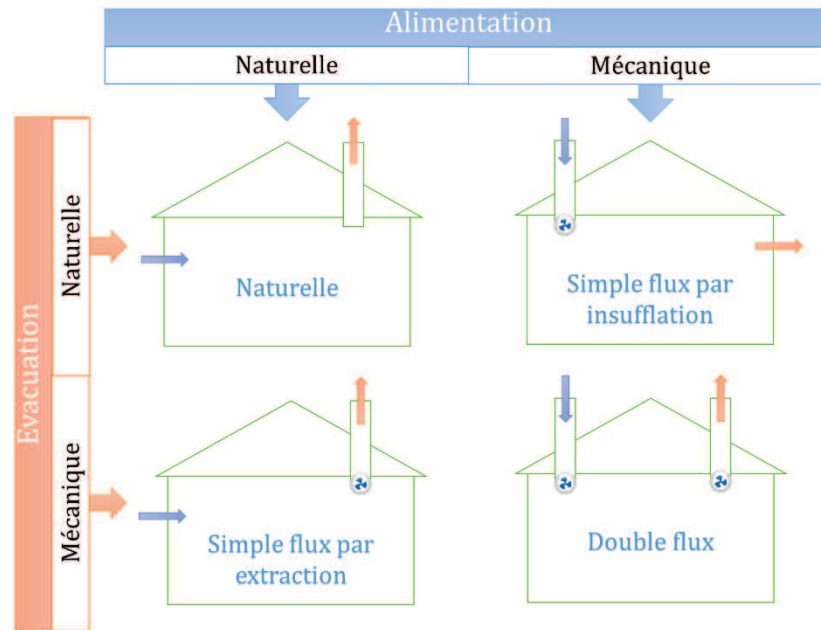 Alimentation
Naturelle
Mécanique
Evacuation
Naturelle
Naturelle
Simple flux par
insufflation
Mécanique
Simple flux par
extraction
Double flux